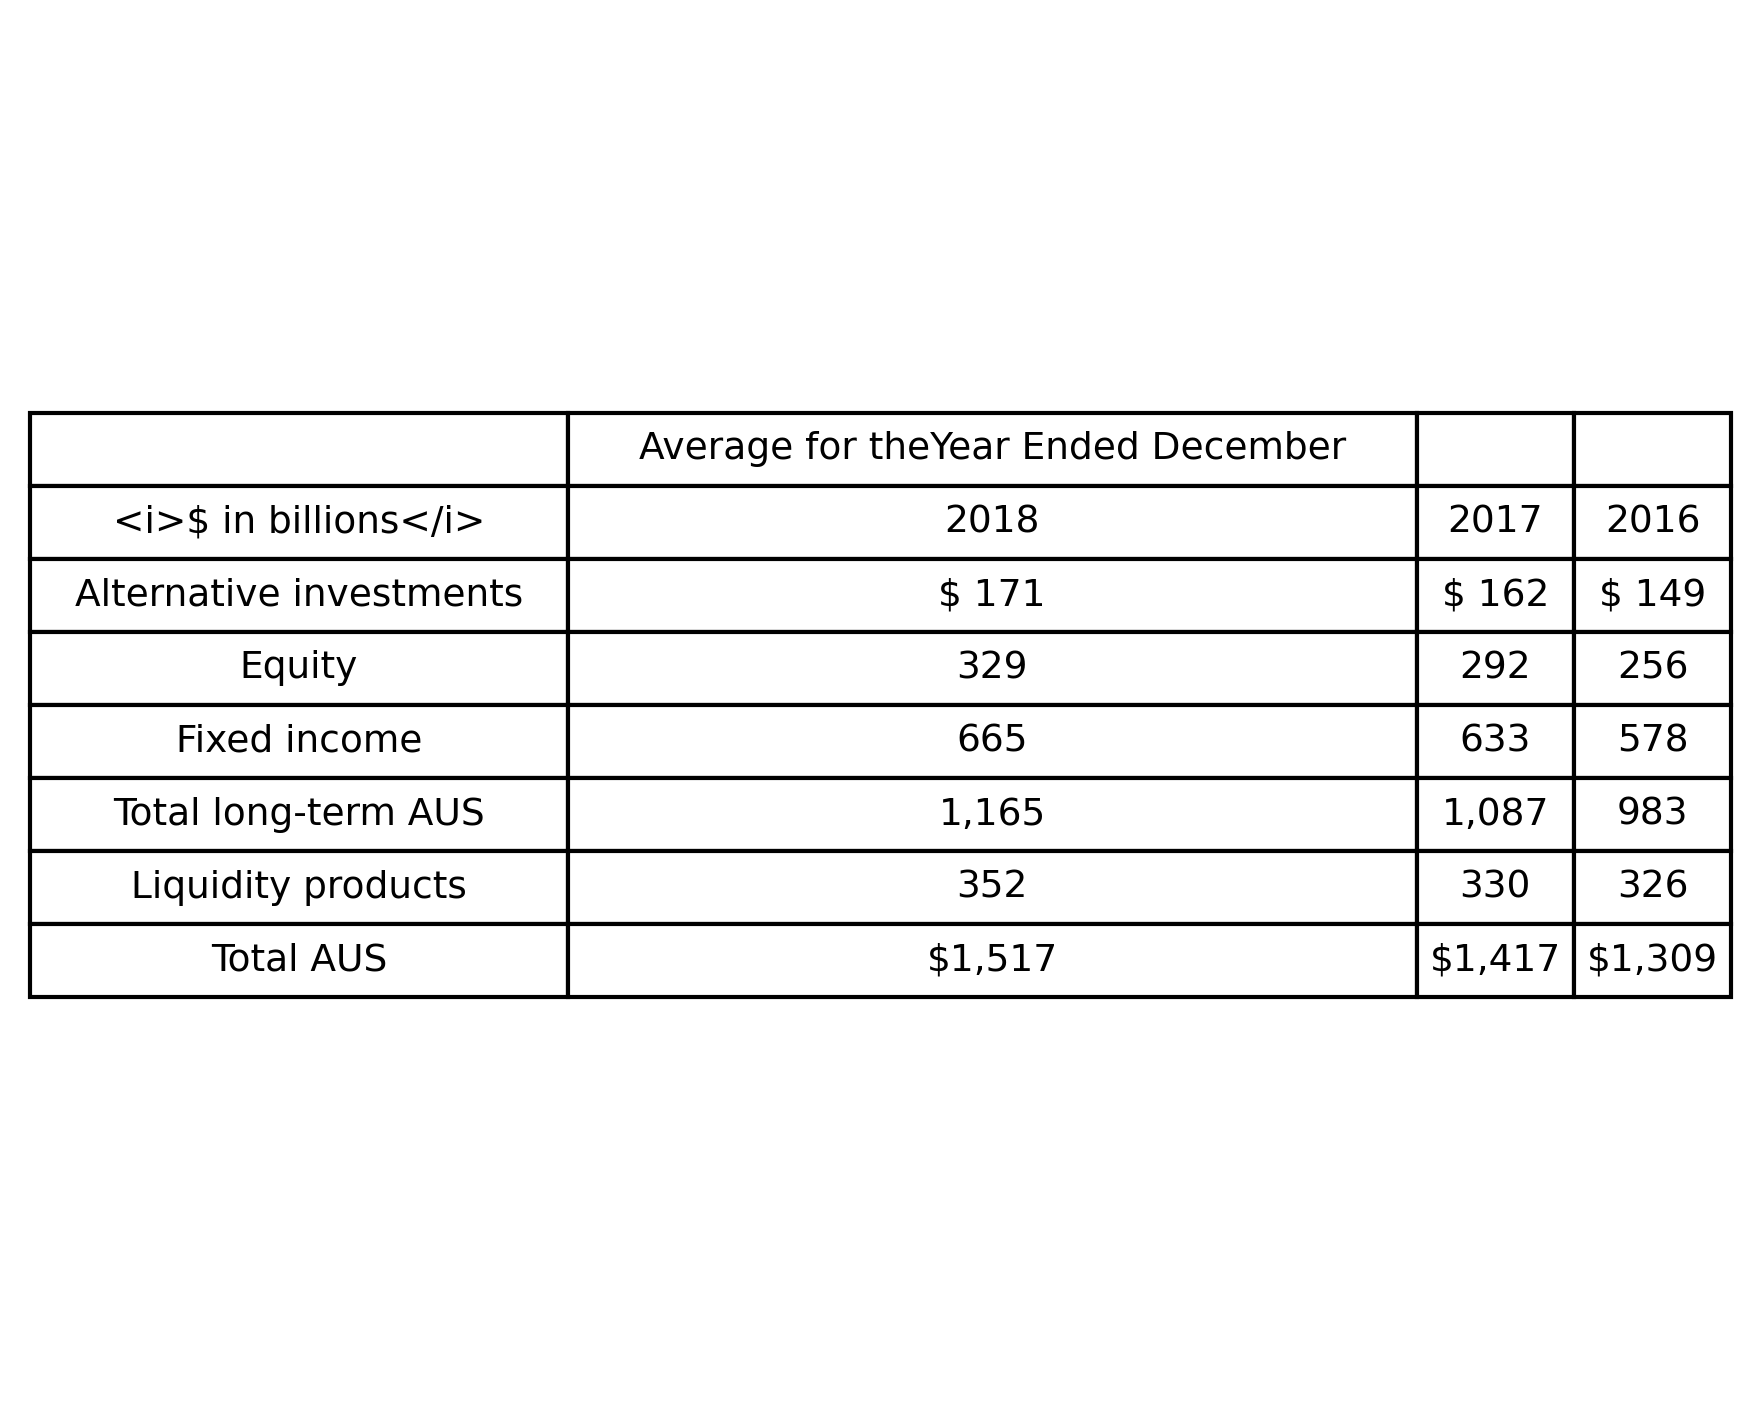 Average for theYear Ended December
<i>$ in billions</i> 2018 2017 2016
Alternative investments $ 171 $ 162 $ 149
Equity 329 292 256
Fixed income 665 633 578
Total long-term AUS 1,165 1,087 983
Liquidity products 352 330 326
Total AUS $1,517 $1,417 $1,309